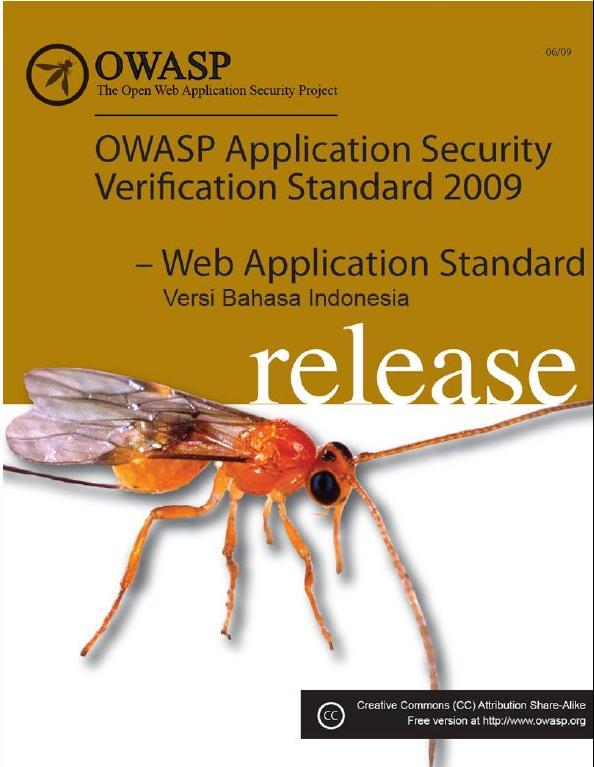 06/09
OWASP
The Open Web Application Security Project
OWASP Application Security
Verification Standard 2009
– Web Application Standard
Versi Bahasa Indonesia
release
CC
Creative Commons (CC) Attribution Share-Alike
Free version at http://www.owasp.org